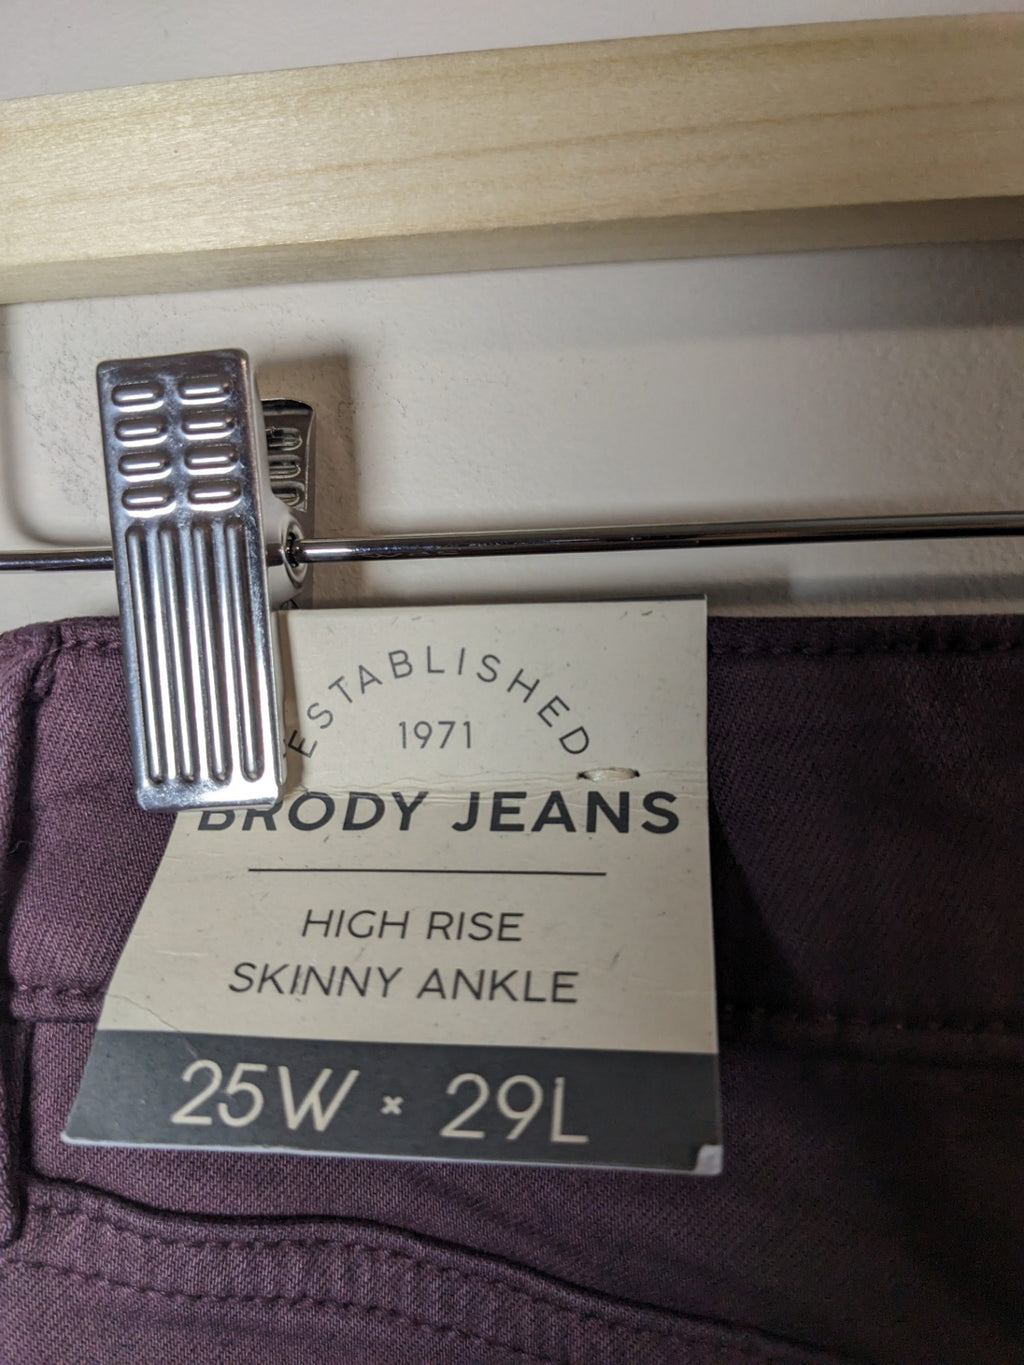 ESTABLISHED
1971
BRODY JEANS
HIGH RISE
SKINNY ANKLE
25W × 29L